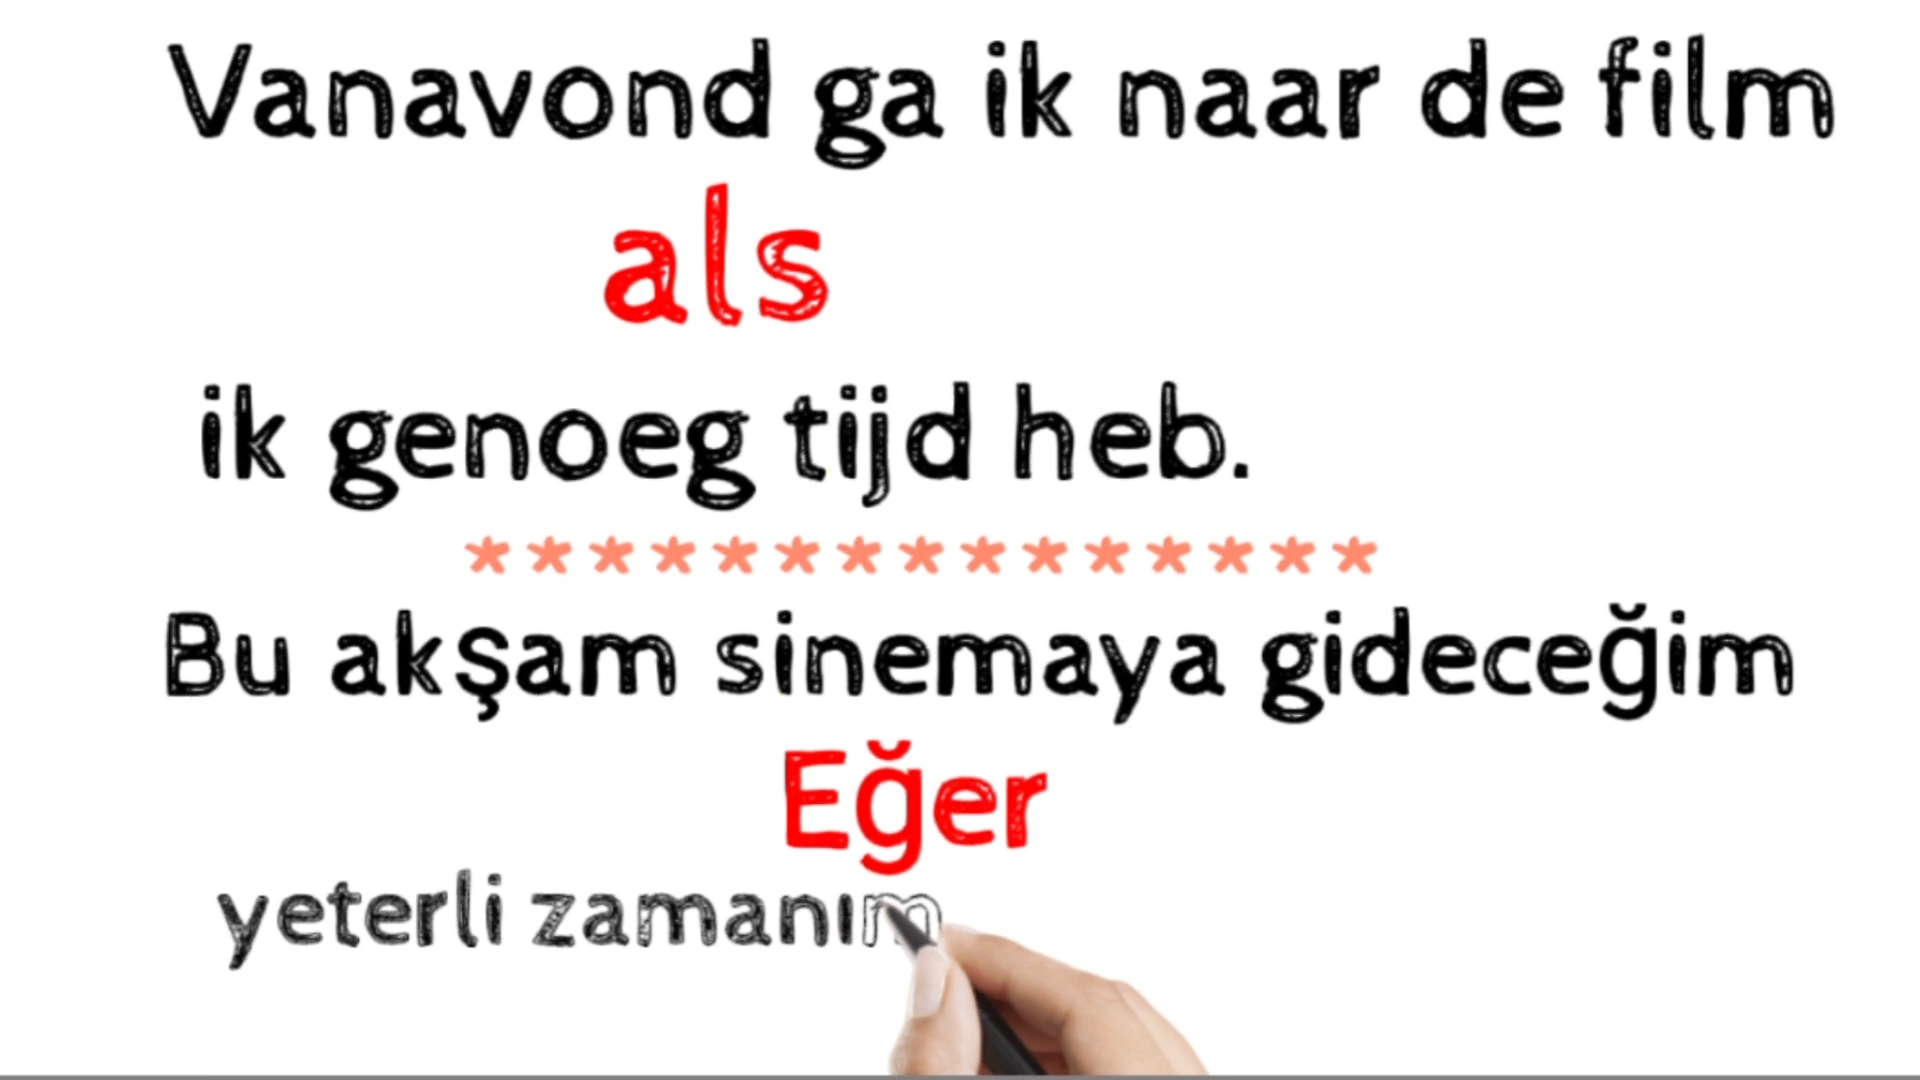 Vanavond ga ik naar de film
als
ik genoeg tijd heb.
***************
Bu akşam sinemaya gideceğim
Eğer
yeterli zamanım